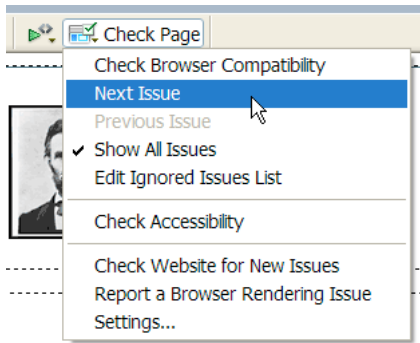 Check Page
Check Browser Compatibility
Next Issue
Previous Issue
Show All Issues
Edit Ignored Issues List
Check Accessibility
Check Website for New Issues
Report a Browser Rendering Issue
Settings...